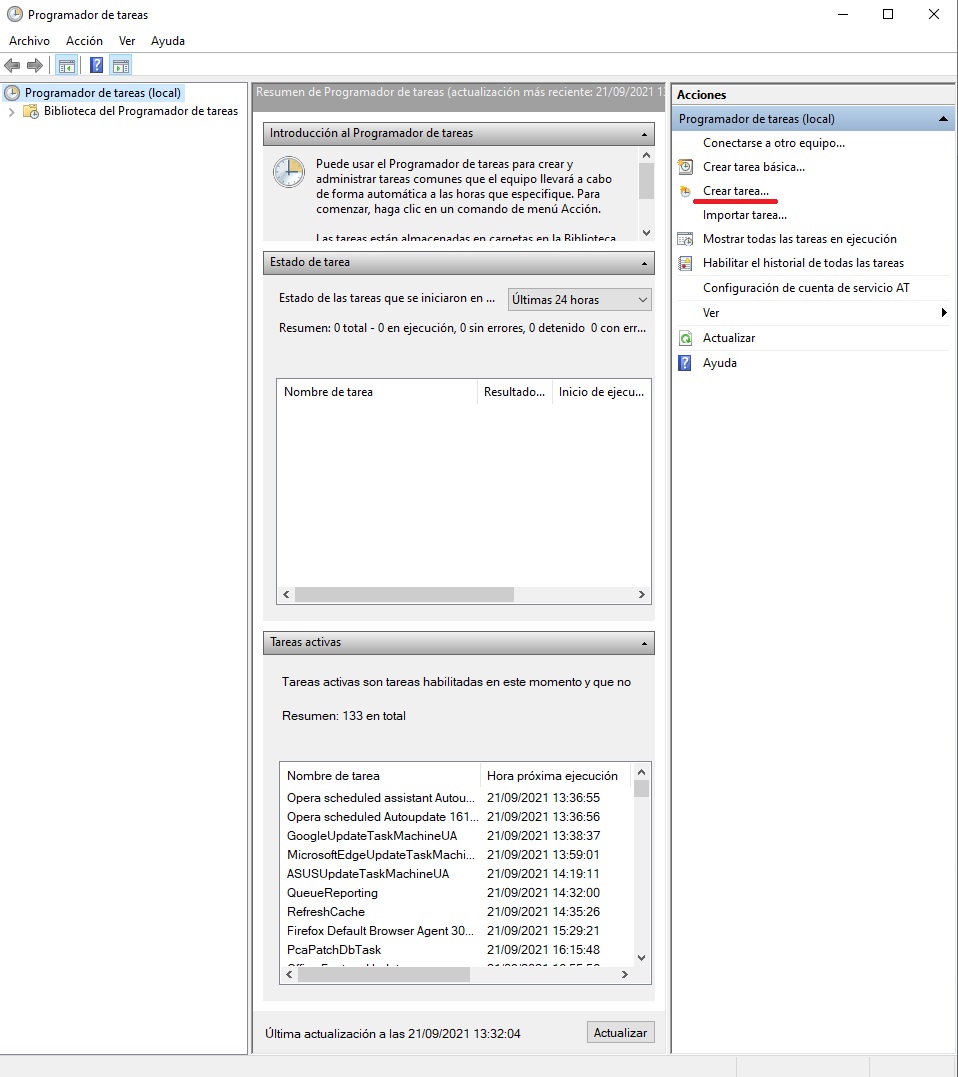 Programador de tareas
Archivo Acción Ver Ayuda
Programador de tareas (local)
Biblioteca del Programador de tareas
Resumen de Programador de tareas (actualización más reciente: 21/09/2021
Introducción al Programador de tareas
Puede usar el Programador de tareas para crear y
administrar tareas comunes que el equipo llevará a cabo
de forma automática a las horas que especifique. Para
comenzar, haga clic en un comando de menú Acción.
Las tareas están almacenadas en carpetas en la Biblioteca
Estado de tarea
Estado de las tareas que se iniciaron en ... Últimas 24 horas
Resumen: 0 total - 0 en ejecución, 0 sin errores, 0 detenido 0 con err...
Nombre de tarea Resultado... Inicio de ejecu...
Tareas activas
Tareas activas son tareas habilitadas en este momento y que no
Resumen: 133 en total
Nombre de tarea Hora próxima ejecución
Opera scheduled assistant Autou... 21/09/2021 13:36:55
Opera scheduled Autoupdate 161... 21/09/2021 13:36:56
GoogleUpdateTaskMachineUA 21/09/2021 13:38:37
MicrosoftEdgeUpdateTaskMachi... 21/09/2021 13:59:01
ASUSUpdateTaskMachineUA 21/09/2021 14:19:11
QueueReporting 21/09/2021 14:32:00
RefreshCache 21/09/2021 14:35:26
Firefox Default Browser Agent 30... 21/09/2021 15:29:21
PcaPatchDbTask 21/09/2021 16:15:48
Última actualización a las 21/09/2021 13:32:04 Actualizar
Acciones
Programador de tareas (local)
Conectarse a otro equipo...
Crear tarea básica...
Crear tarea...
Importar tarea...
Mostrar todas las tareas en ejecución
Habilitar el historial de todas las tareas
Configuración de cuenta de servicio AT
Ver
Actualizar
Ayuda